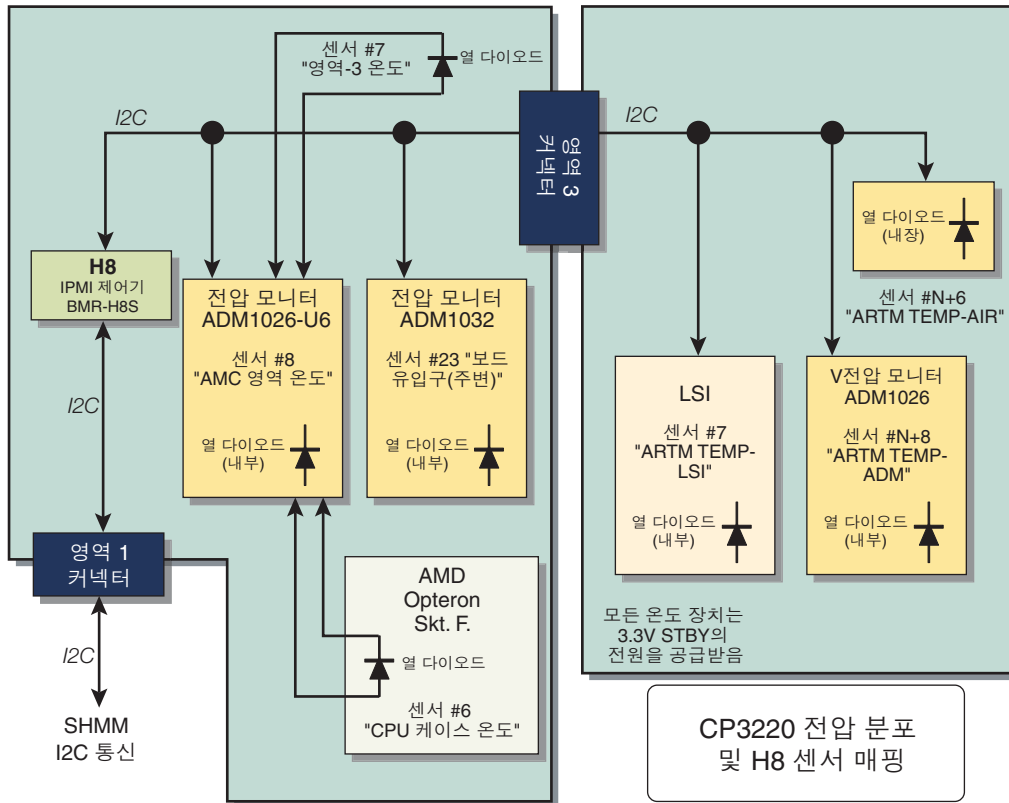 센서 #7
"영역-3 온도"
열 다이오드
I2C
영역 3
커넥터
I2C
H8
IPMI 제어기
BMR-H8S
전압 모니터
ADM1026-U6
센서 #8
"AMC 영역 온도"
열 다이오드
(내부)
전압 모니터
ADM1032
센서 #23 "보드
유입구(주변)"
열 다이오드
(내부)
열 다이오드
(내장)
센서 #N+6
"ARTM TEMP-AIR"
LSI
센서 #7
"ARTM TEMP-
LSI"
열 다이오드
(내부)
V전압 모니터
ADM1026
센서 #N+8
"ARTM TEMP-
ADM"
열 다이오드
(내부)
I2C
영역 1
커넥터
I2C
SHMM
I2C 통신
AMD
Opteron
Skt. F.
열 다이오드
센서 #6
"CPU 케이스 온도"
모든 온도 장치는
3.3V STBY의
전원을 공급받음
CP3220 전압 분포
및 H8 센서 매핑